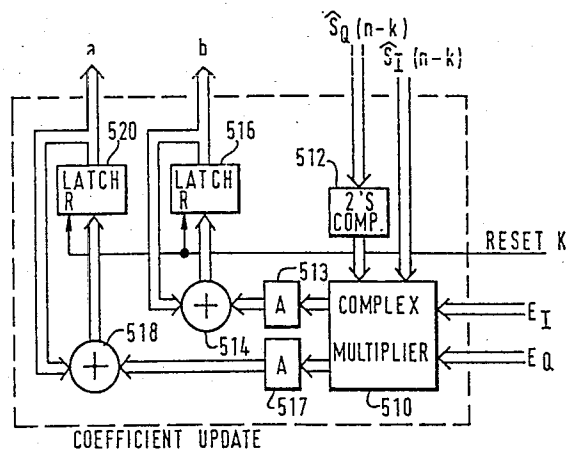 Ŝ_Q (n-k)
Ŝ_I (n-k)
a
b
520
516
LATCH
R
LATCH
R
512
2'S
COMP.
RESET K
513
A
COMPLEX
MULTIPLIER
E_I
E_Q
+
514
+
518
A
517
510
COEFFICIENT UPDATE